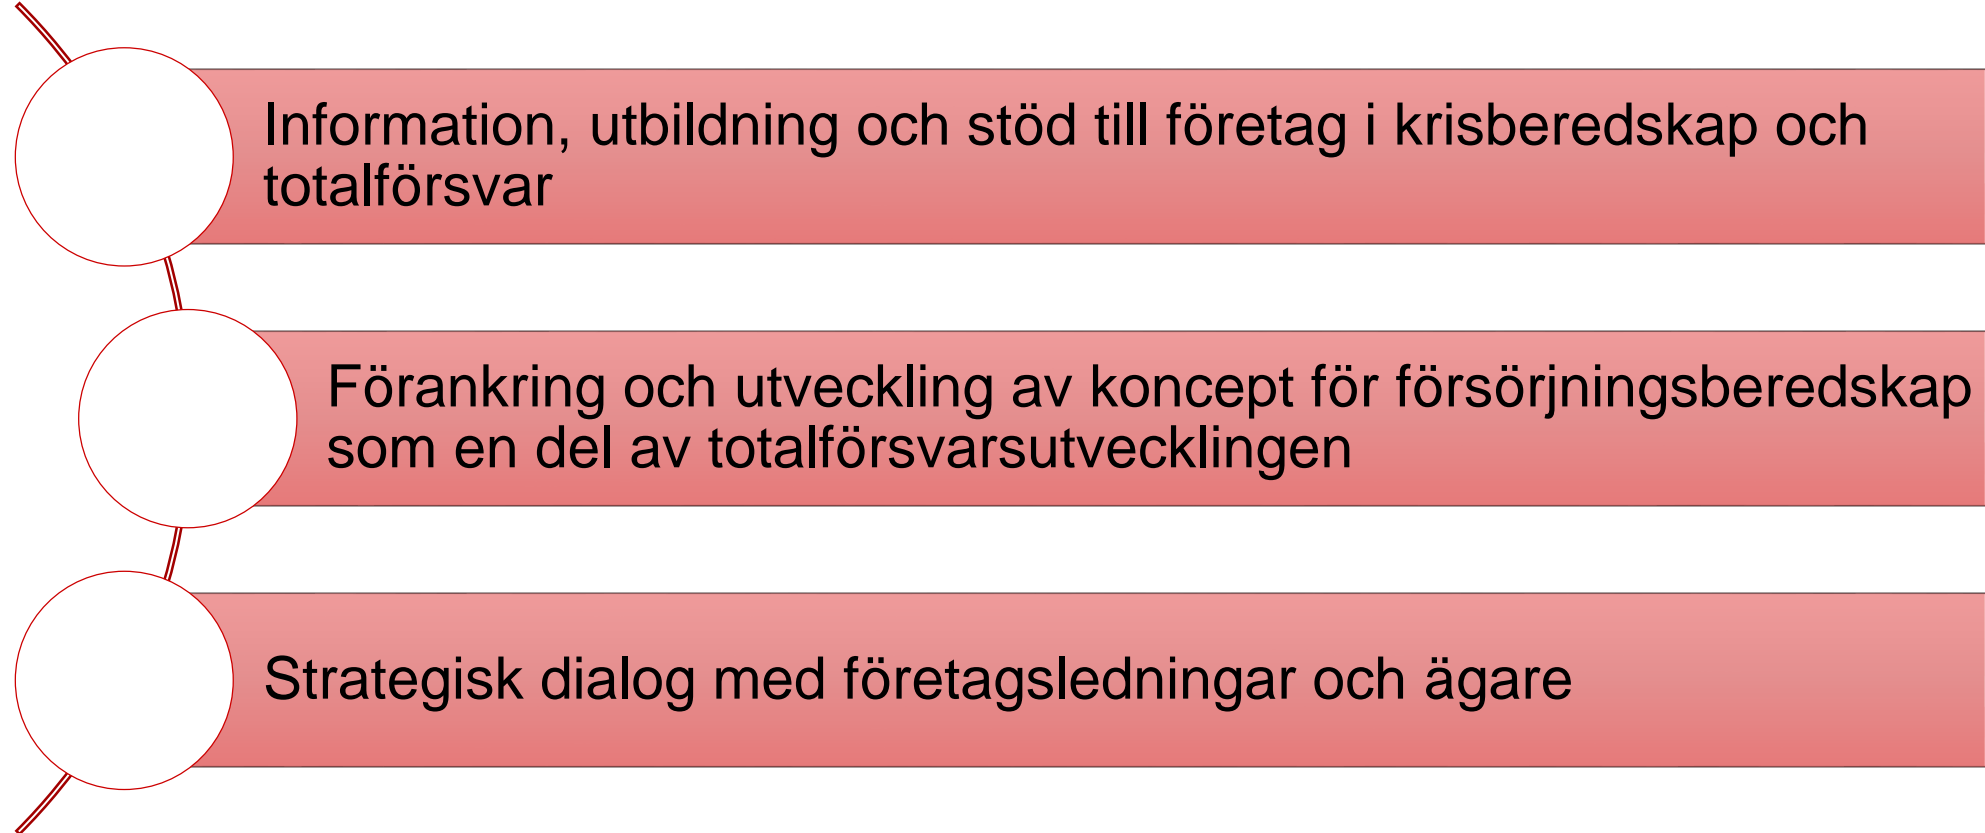 Information, utbildning och stöd till företag i krisberedskap och
totalförsvar
Förankring och utveckling av koncept för försörjningsberedskap
som en del av totalförsvarsutvecklingen
Strategisk dialog med företagsledningar och ägare